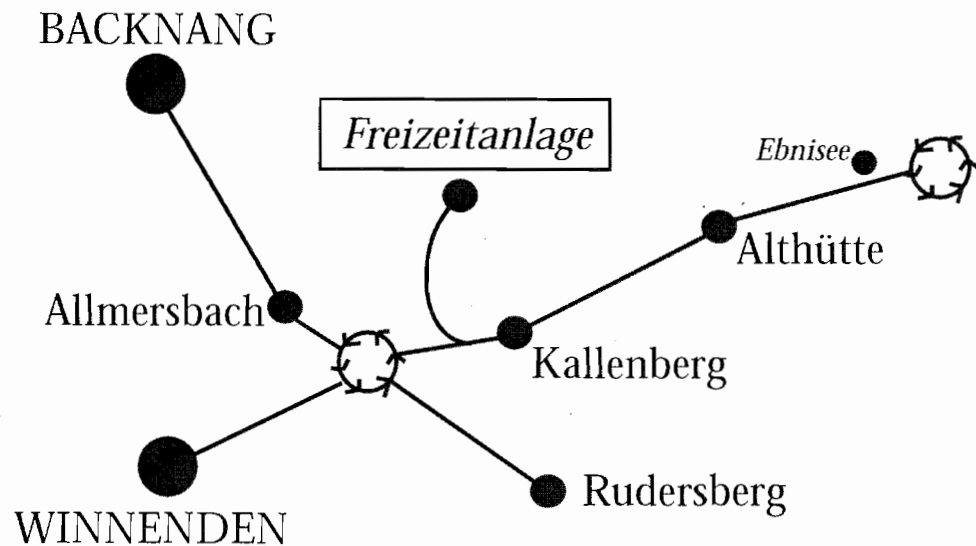 BACKNANG
Freizeitanlage
Ebnisee
Althütte
Allmersbach
Kallenberg
Rudersberg
WINNENDEN